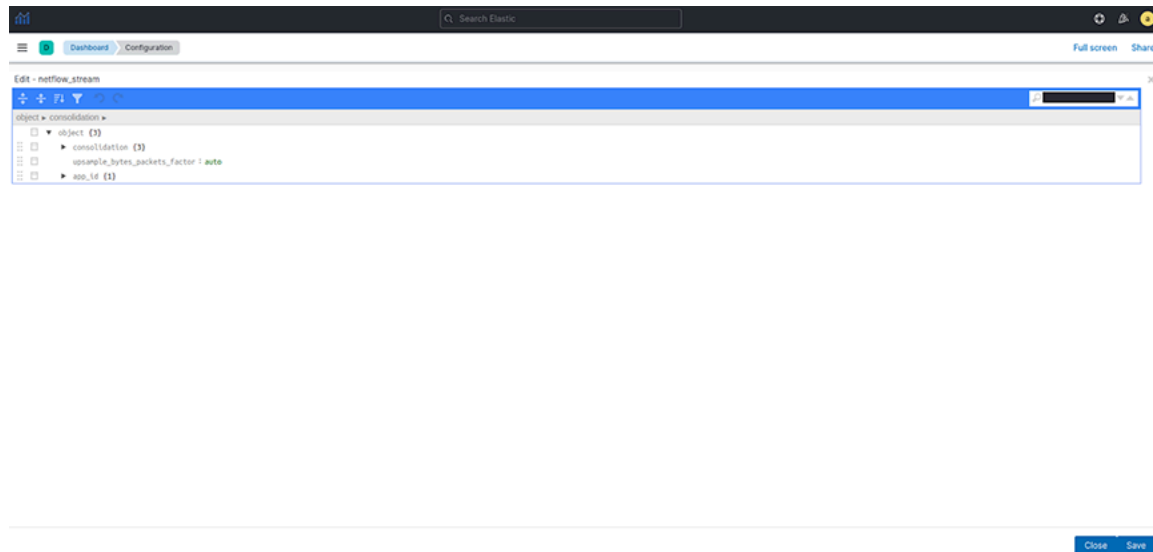 Search Elastic
a
D Dashboard Configuration Full screen Share
Edit - netflow_stream
object ▸ consolidation ▸
object {3}
consolidation {3}
upsample_bytes_packets_factor : auto
app_id {1}
Close Save